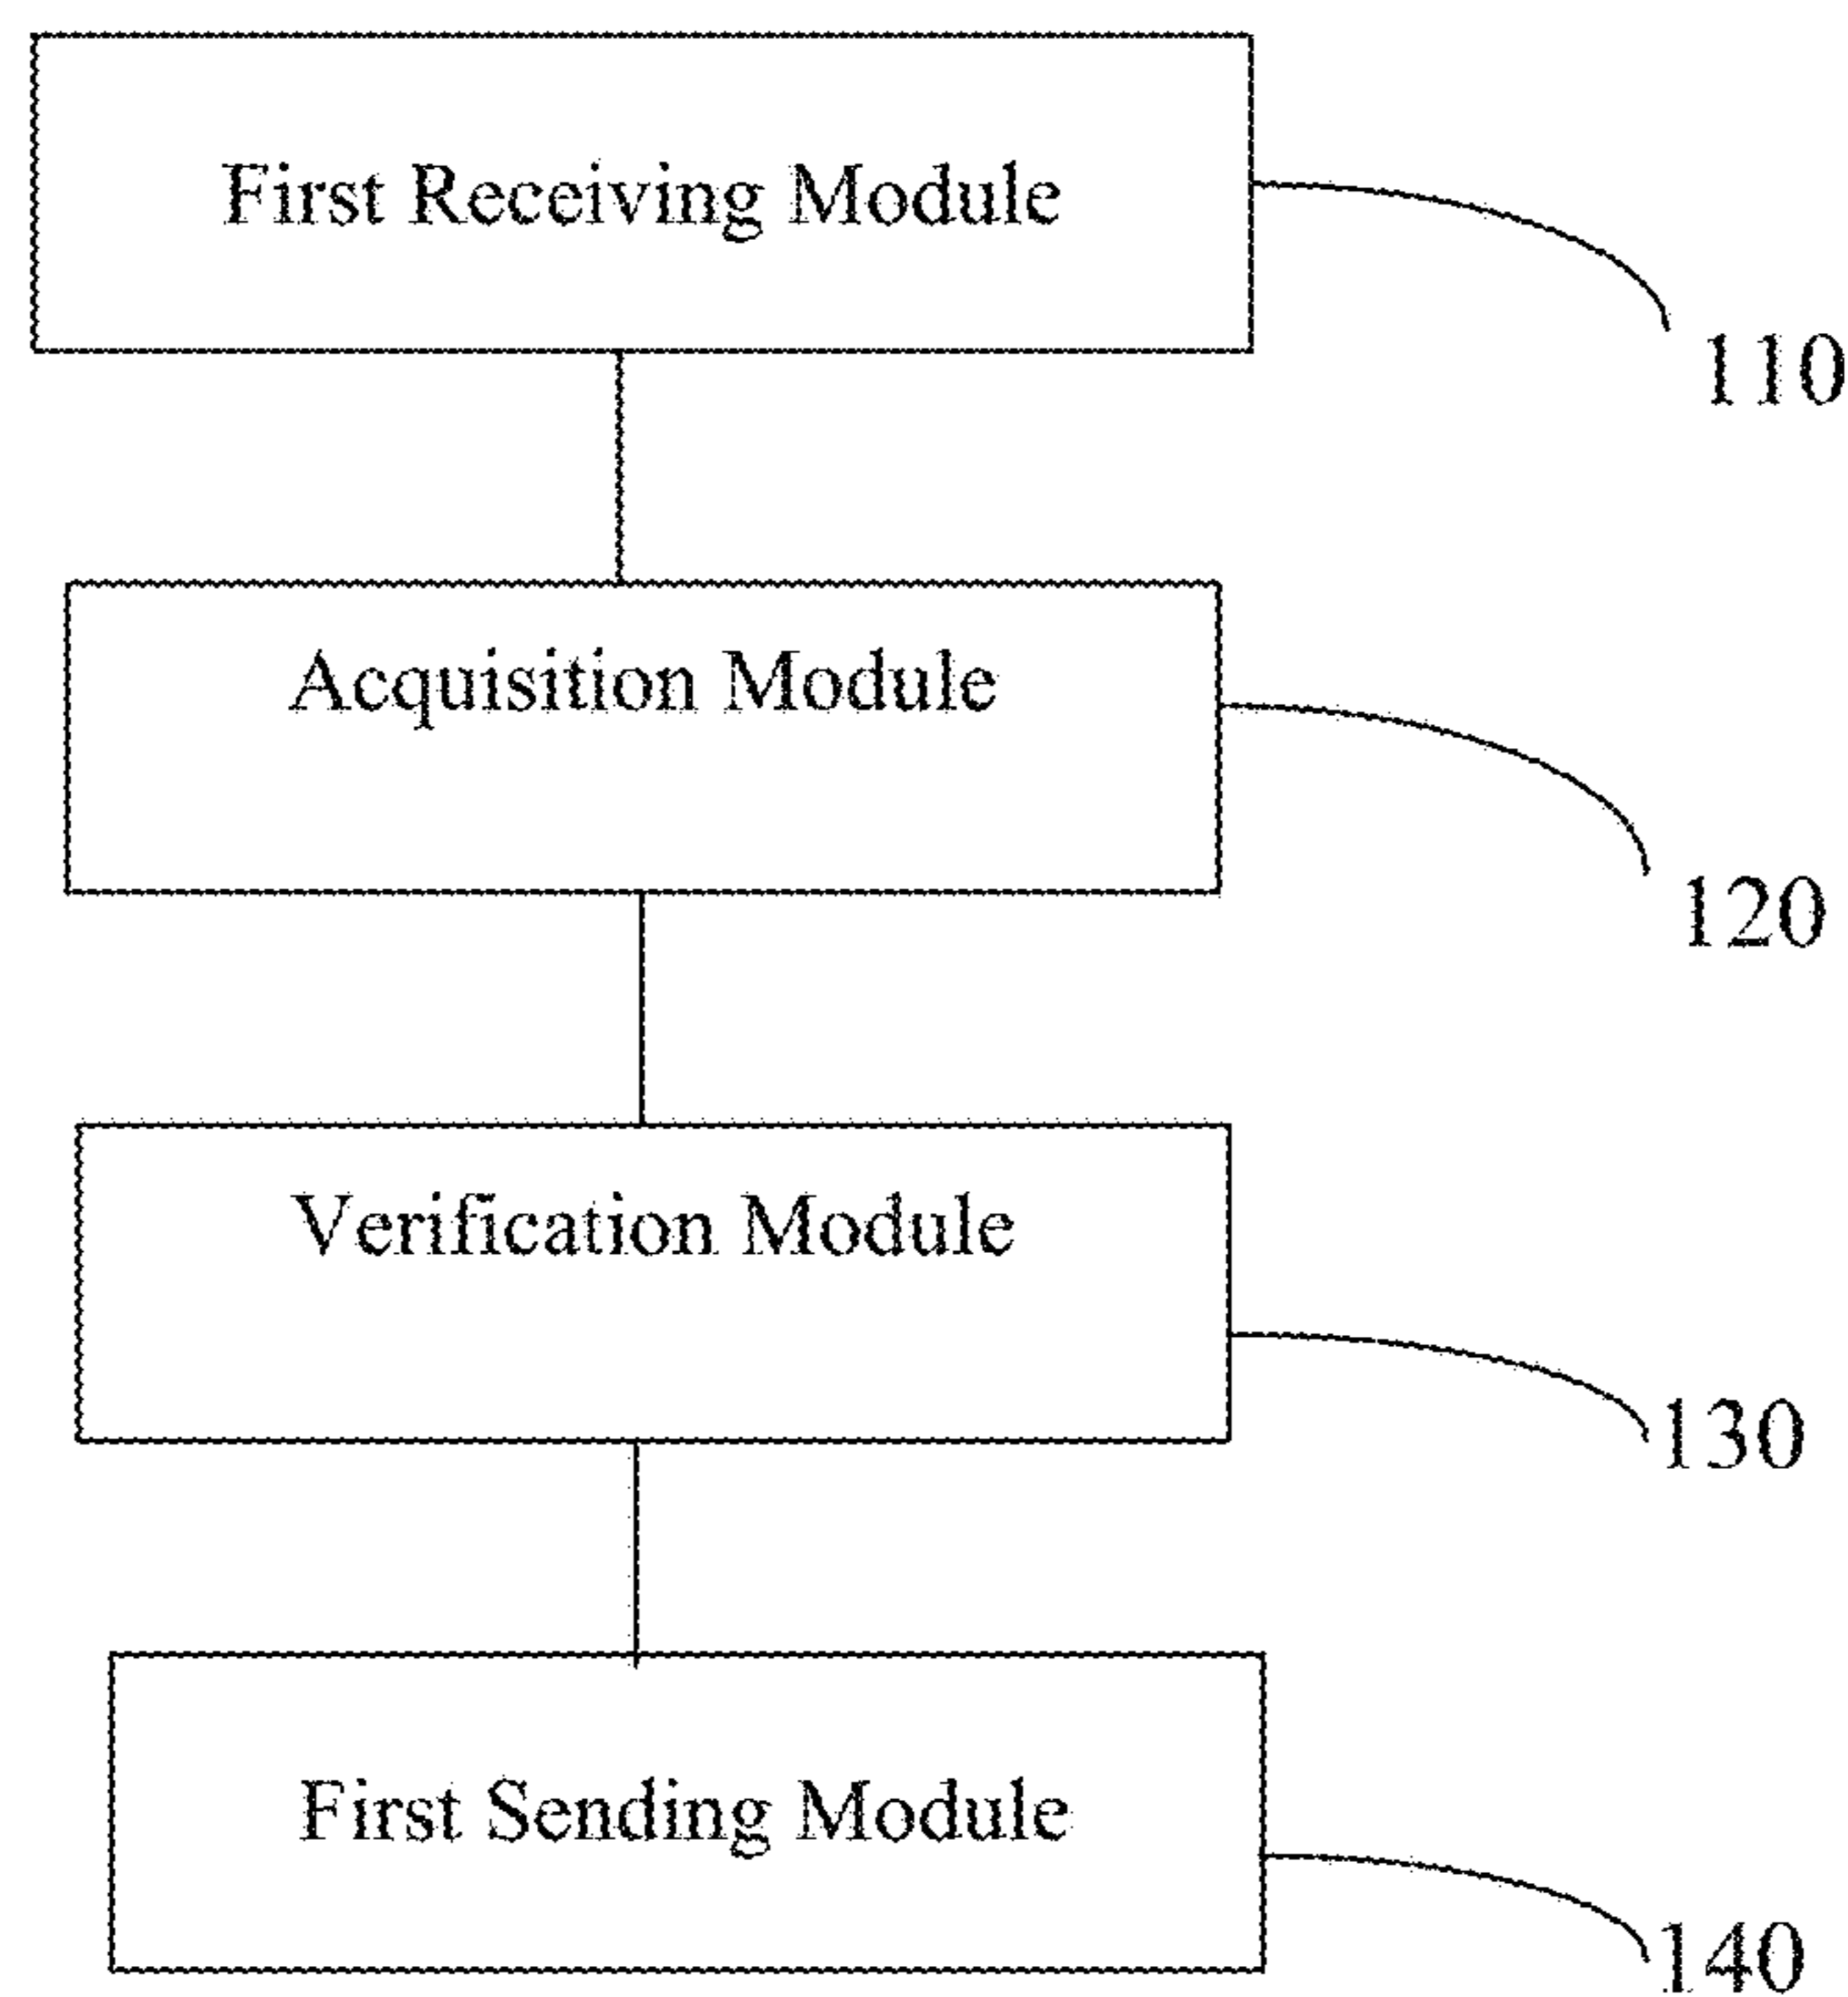 First Receiving Module
110
Acquisition Module
120
Verification Module
130
First Sending Module
140